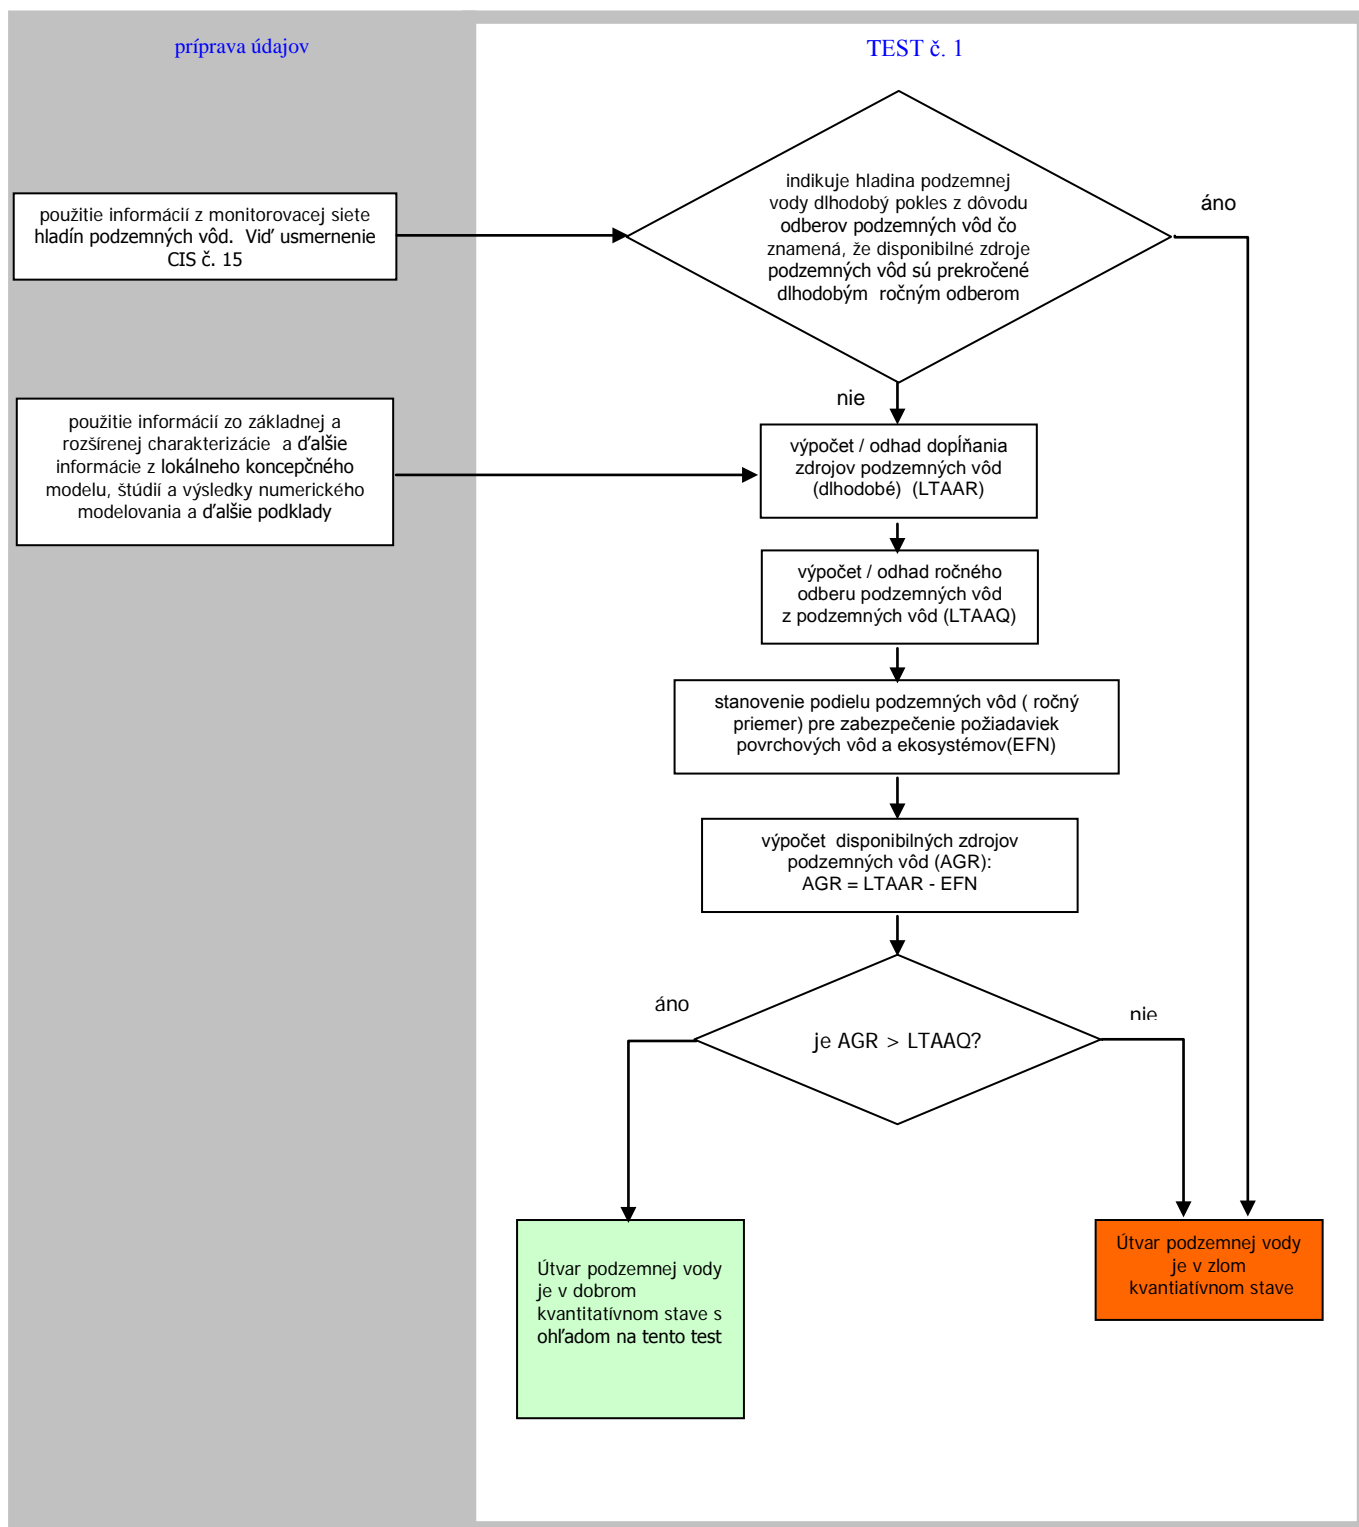 príprava údajov
TEST č. 1
indikuje hladina podzemnej
vody dlhodobý pokles z dôvodu
odberov podzemných vôd čo
znamená, že disponibilné zdroje
podzemných vôd sú prekročené
dlhodobým ročným odberom
áno
použitie informácií z monitorovacej siete
hladín podzemných vôd. Viď usmernenie
CIS č. 15
nie
použitie informácií zo základnej a
rozšírenej charakterizácie a ďalšie
informácie z lokálneho koncepčného
modelu, štúdií a výsledky numerického
modelovania a ďalšie podklady
výpočet / odhad dopĺňania
zdrojov podzemných vôd
(dlhodobé) (LTAAR)
výpočet / odhad ročného
odberu podzemných vôd
z podzemných vôd (LTAAQ)
stanovenie podielu podzemných vôd ( ročný
priemer) pre zabezpečenie požiadaviek
povrchových vôd a ekosystémov(EFN)
výpočet disponibilných zdrojov
podzemných vôd (AGR):
AGR = LTAAR - EFN
áno
nie
je AGR > LTAAQ?
Útvar podzemnej vody
je v dobrom
kvantitatívnom stave s
ohľadom na tento test
Útvar podzemnej vody
je v zlom
kvantiatívnom stave